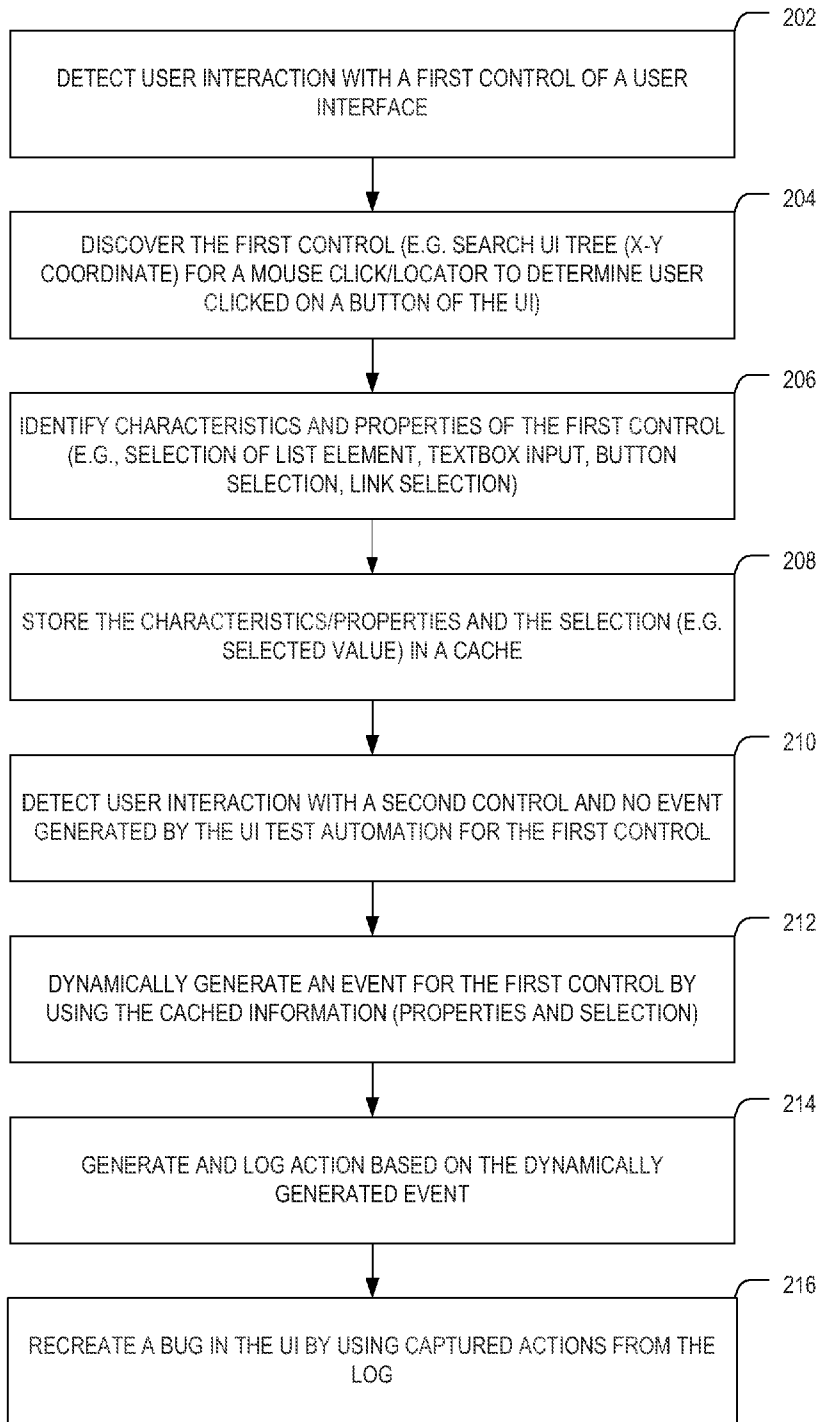 202
DETECT USER INTERACTION WITH A FIRST CONTROL OF A USER
INTERFACE
204
DISCOVER THE FIRST CONTROL (E.G. SEARCH UI TREE (X-Y
COORDINATE) FOR A MOUSE CLICK/LOCATOR TO DETERMINE USER
CLICKED ON A BUTTON OF THE UI)
206
IDENTIFY CHARACTERISTICS AND PROPERTIES OF THE FIRST CONTROL
(E.G., SELECTION OF LIST ELEMENT, TEXTBOX INPUT, BUTTON
SELECTION, LINK SELECTION)
208
STORE THE CHARACTERISTICS/PROPERTIES AND THE SELECTION (E.G.
SELECTED VALUE) IN A CACHE
210
DETECT USER INTERACTION WITH A SECOND CONTROL AND NO EVENT
GENERATED BY THE UI TEST AUTOMATION FOR THE FIRST CONTROL
212
DYNAMICALLY GENERATE AN EVENT FOR THE FIRST CONTROL BY
USING THE CACHED INFORMATION (PROPERTIES AND SELECTION)
214
GENERATE AND LOG ACTION BASED ON THE DYNAMICALLY
GENERATED EVENT
216
RECREATE A BUG IN THE UI BY USING CAPTURED ACTIONS FROM THE
LOG